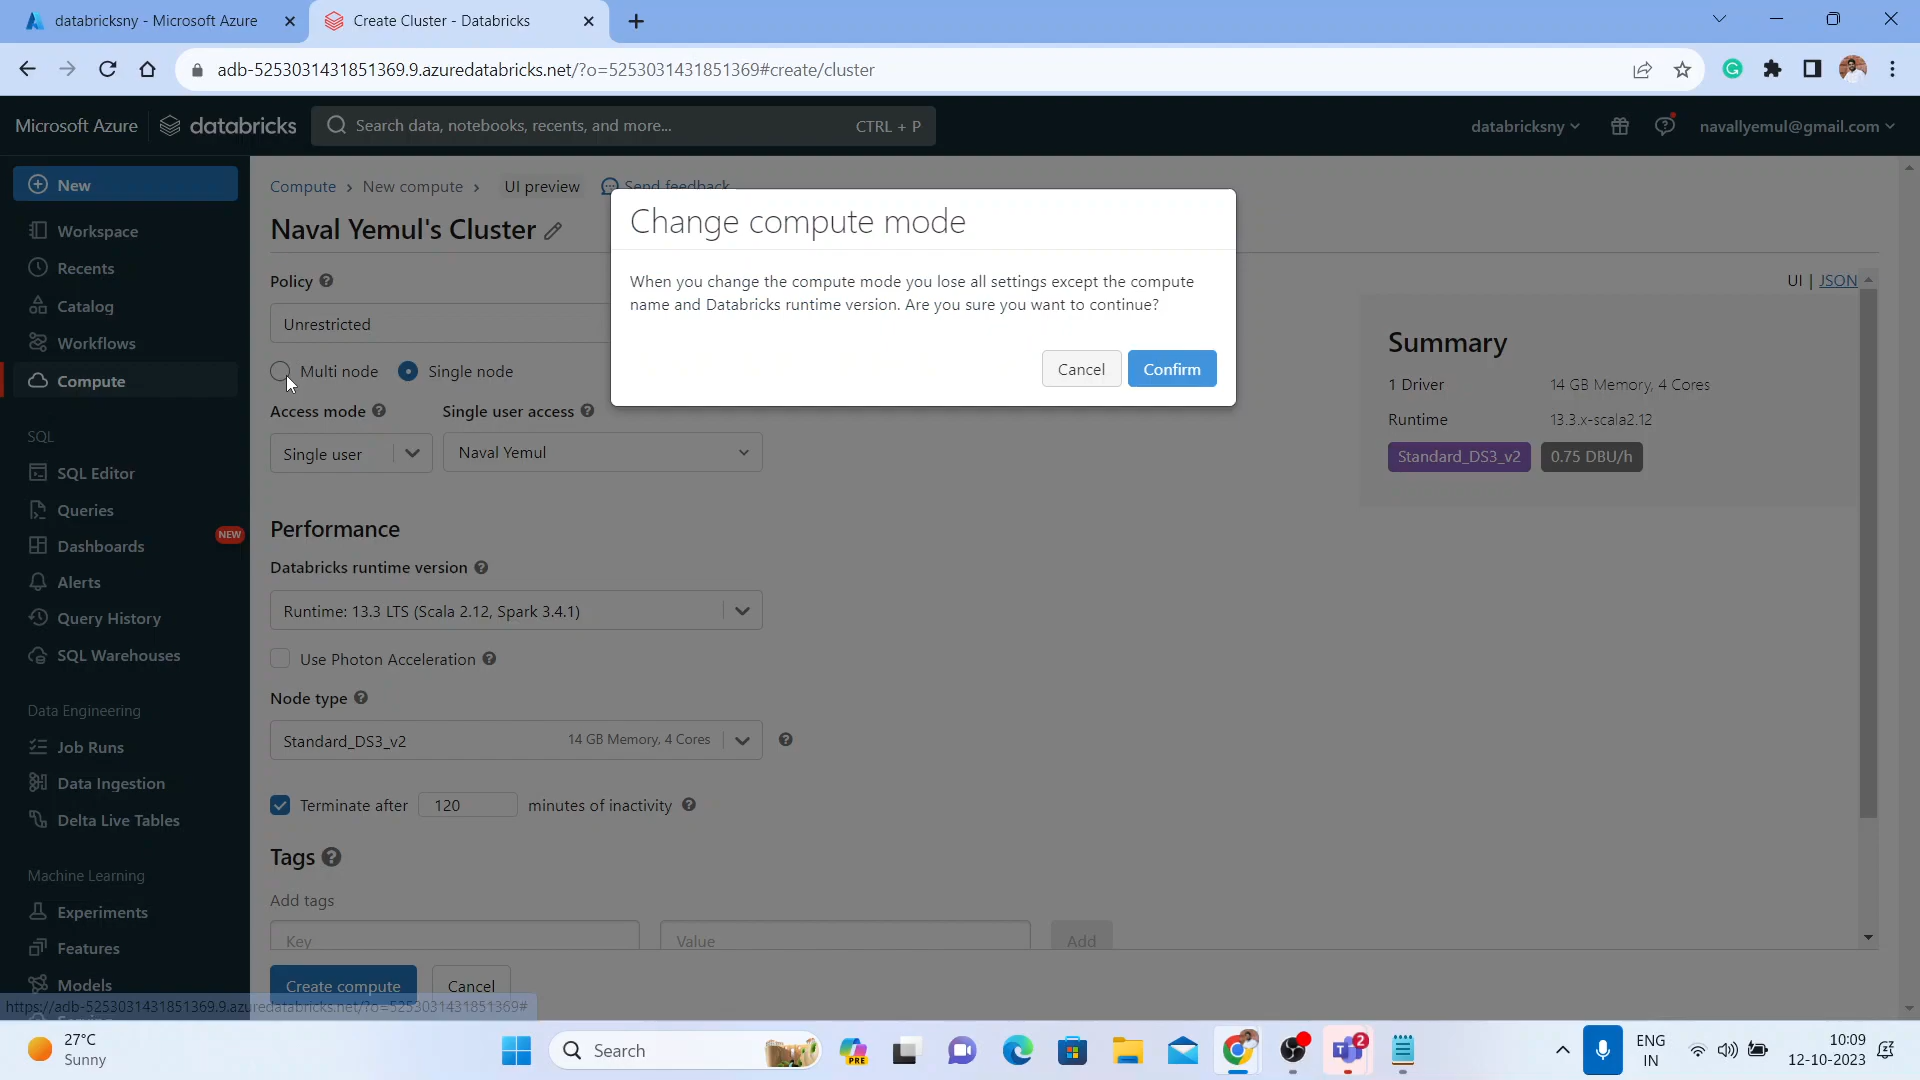 databricksny - Microsoft Azure
Create Cluster - Databricks
adb-5253031431851369.9.azuredatabricks.net/?o=5253031431851369#create/cluster
Microsoft Azure
databricks
Search data, notebooks, recents, and more...
CTRL + P
databricksny
navallyemul@gmail.com
New
Workspace
Recents
Catalog
Workflows
Compute
SQL
SQL Editor
Queries
Dashboards
NEW
Alerts
Query History
SQL Warehouses
Data Engineering
Job Runs
Data Ingestion
Delta Live Tables
Machine Learning
Experiments
Features
Models
Compute > New compute > UI preview Send feedback
Naval Yemul's Cluster
Policy
Unrestricted
Multi node
Single node
Access mode
Single user access
Single user
Naval Yemul
Performance
Databricks runtime version
Runtime: 13.3 LTS (Scala 2.12, Spark 3.4.1)
Use Photon Acceleration
Node type
Standard_DS3_v2
14 GB Memory, 4 Cores
Terminate after 120 minutes of inactivity
Tags
Add tags
Key
Value
Add
Create compute
Cancel
Change compute mode
When you change the compute mode you lose all settings except the compute
name and Databricks runtime version. Are you sure you want to continue?
Cancel
Confirm
UI | JSON
Summary
1 Driver
14 GB Memory, 4 Cores
Runtime
13.3.x-scala2.12
Standard_DS3_v2
0.75 DBU/h
https://adb-5253031431851369.9.azuredatabricks.net/?o=5253031431851369#
27°C
Sunny
Search
PRE
2
ENG
IN
10:09
12-10-2023